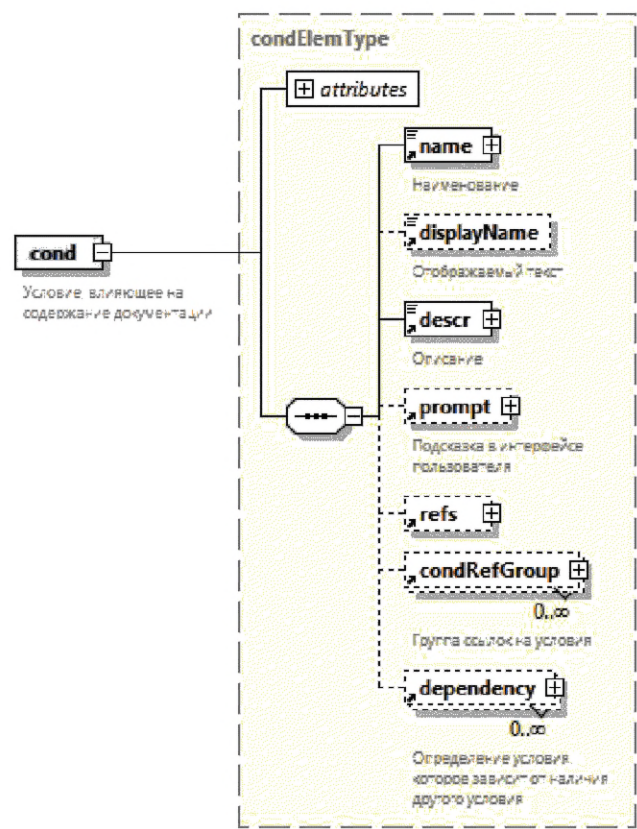 condElemType
attributes
name
Наименование
displayName
Отображаемый текст
cond
Условие, влияющее на
содержание документации
descr
Описание
prompt
Подсказка в интерфейсе
пользователя
refs
condRefGroup
0..∞
Группа ссылок на условия
dependency
0..∞
Определение условия,
которое зависит от наличия
другого условия